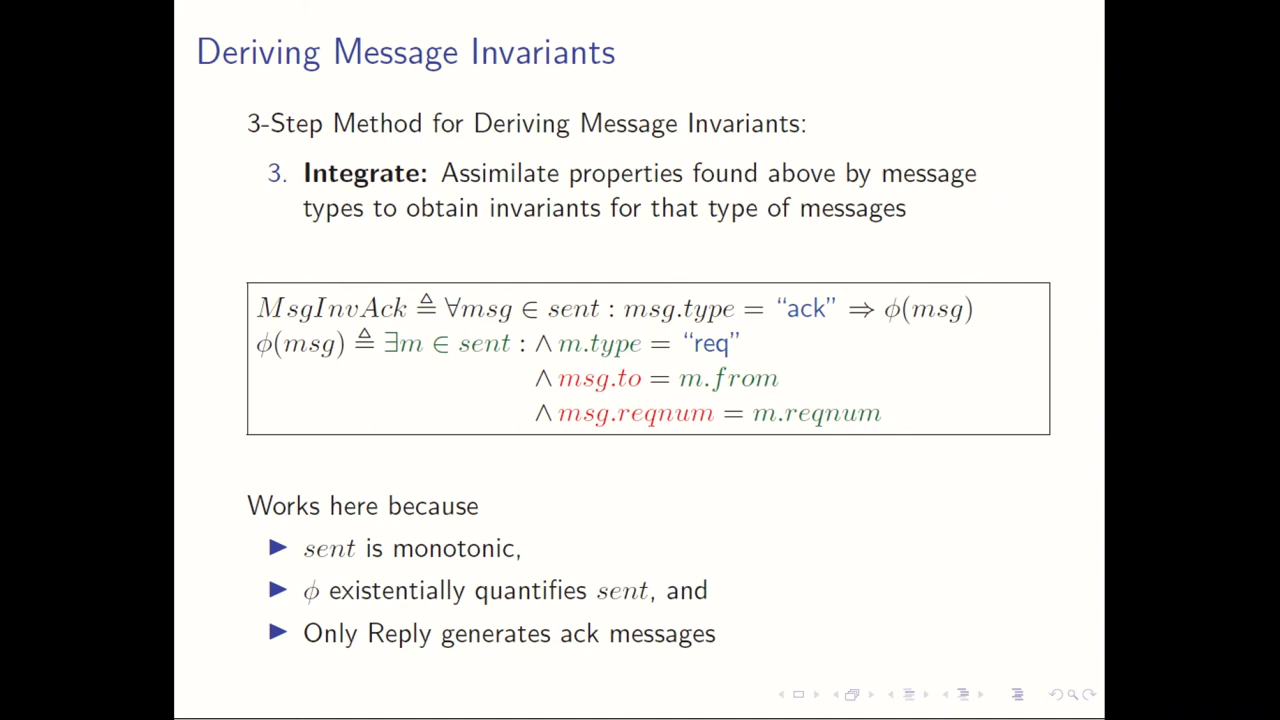 Deriving Message Invariants
3-Step Method for Deriving Message Invariants:
3. Integrate: Assimilate properties found above by message
types to obtain invariants for that type of messages
MsgInvAck ≜ ∀msg ∈ sent : msg.type = “ack” ⇒ ϕ(msg)
ϕ(msg) ≜ ∃m ∈ sent : ∧ m.type = “req”
∧ msg.to = m.from
∧ msg.reqnum = m.reqnum
Works here because
▶ sent is monotonic,
▶ ϕ existentially quantifies sent, and
▶ Only Reply generates ack messages